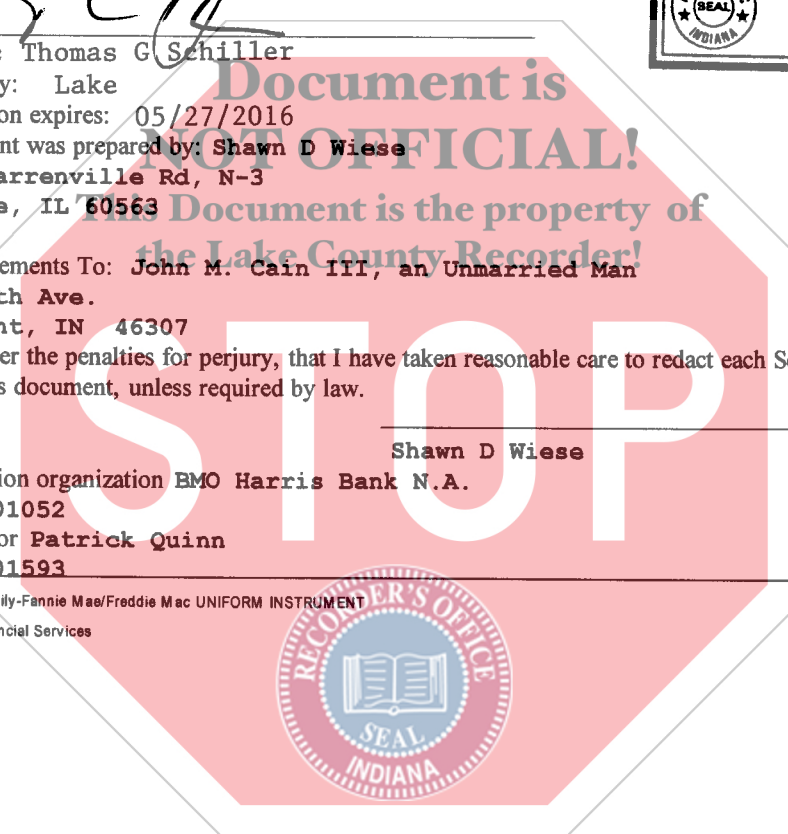 SEAL
INDIANA
Thomas G Schiller
y: Lake
on expires: 05/27/2016
nt was prepared by: Shawn D Wiese
arrenville Rd, N-3
e, IL 60563
ements To: John M. Cain III, an Unmarried Man
th Ave.
nt, IN 46307
er the penalties for perjury, that I have taken reasonable care to redact each So
s document, unless required by law.
Shawn D Wiese
ion organization BMO Harris Bank N.A.
01052
or Patrick Quinn
01593
ily-Fannie Mae/Freddie Mac UNIFORM INSTRUMENT
ncial Services
Document is
NOT OFFICIAL!
This Document is the property of
the Lake County Recorder!
STOP
RECORDER'S OFFICE
SEAL
INDIANA